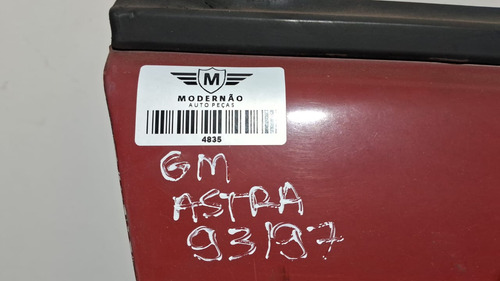 M
MODERNÃO
AUTO PEÇAS
4835
GM
ASTRA
93/97